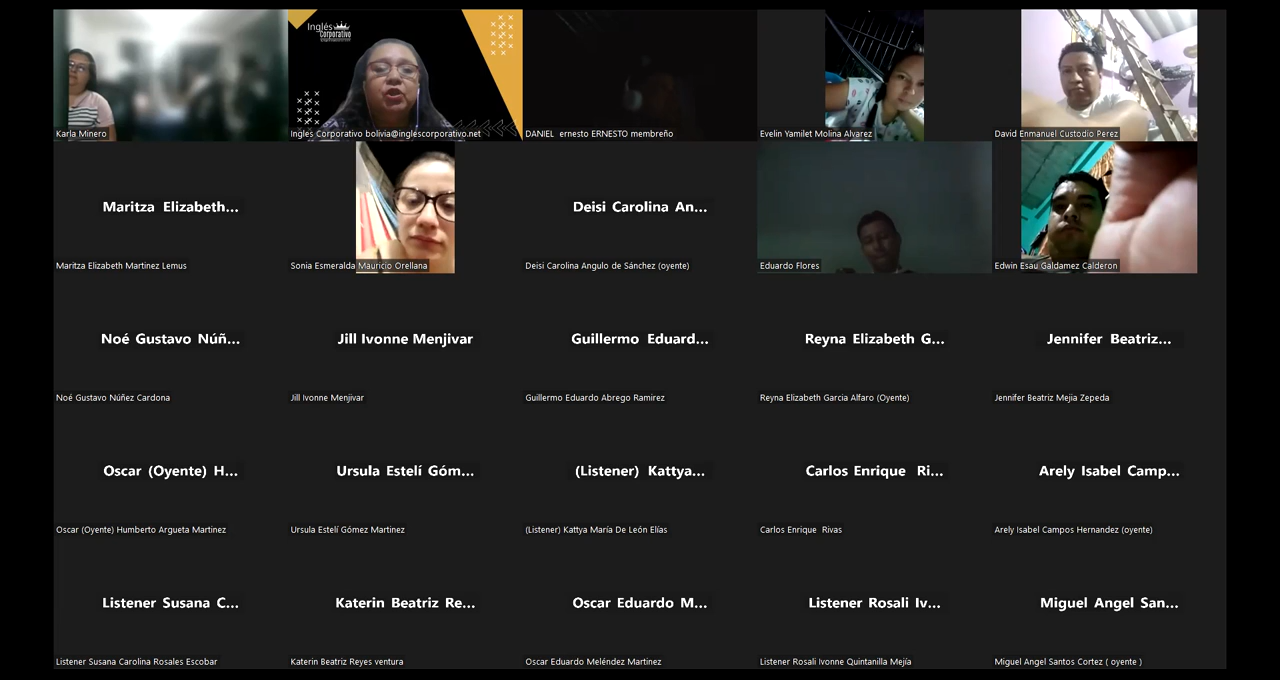 Karla Minero
Inglés
Corporativo
Inglés Corporativo bolivia@inglescorporativo.net
DANIEL ernesto ERNESTO membreño
Evelin Yamilet Molina Alvarez
David Enmanuel Custodio Perez
Maritza Elizabeth...
Maritza Elizabeth Martinez Lemus
Sonia Esmeralda Mauricio Orellana
Deisi Carolina An...
Deisi Carolina Angulo de Sánchez (oyente)
Eduardo Flores
Edwin Esau Galdamez Calderon
Noé Gustavo Núñ...
Noé Gustavo Núñez Cardona
Jill Ivonne Menjivar
Jill Ivonne Menjivar
Guillermo Eduard...
Guillermo Eduardo Abrego Ramirez
Reyna Elizabeth G...
Reyna Elizabeth Garcia Alfaro (Oyente)
Jennifer Beatriz...
Jennifer Beatriz Mejia Zepeda
Oscar (Oyente) H...
Oscar (Oyente) Humberto Argueta Martinez
Ursula Estelí Góm...
Ursula Estelí Gómez Martinez
(Listener) Kattya...
(Listener) Kattya María De León Elías
Carlos Enrique Ri...
Carlos Enrique Rivas
Arely Isabel Camp...
Arely Isabel Campos Hernandez (oyente)
Listener Susana C...
Listener Susana Carolina Rosales Escobar
Katerin Beatriz Re...
Katerin Beatriz Reyes ventura
Oscar Eduardo M...
Oscar Eduardo Meléndez Martinez
Listener Rosali Iv...
Listener Rosali Ivonne Quintanilla Mejía
Miguel Angel San...
Miguel Angel Santos Cortez ( oyente )